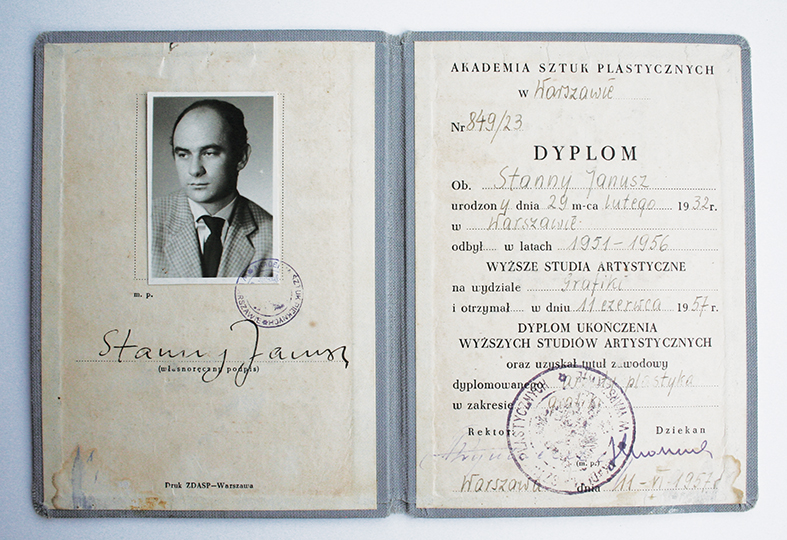 m. p.
Stanny Janusz
(własnoręczny podpis)
Druk ZDASP—Warszawa
AKADEMIA SZTUK PLASTYCZNYCH
w Warszawie
Nr 849/23
DYPLOM
Ob. Stanny Janusz
urodzony dnia 29 m-ca lutego 1932 r.
w Warszawie
odbył w latach 1951-1956
WYŻSZE STUDIA ARTYSTYCZNE
na wydziale Grafiki
i otrzymał w dniu 11 czerwca 1957 r.
DYPLOM UKOŃCZENIA
WYŻSZYCH STUDIÓW ARTYSTYCZNYCH
oraz uzyskał tytuł zawodowy
dyplomowanego artysty plastyka
w zakresie grafiki
Rektor Dziekan
(m. p.)
Warszawa dnia 11-VI-1957 r